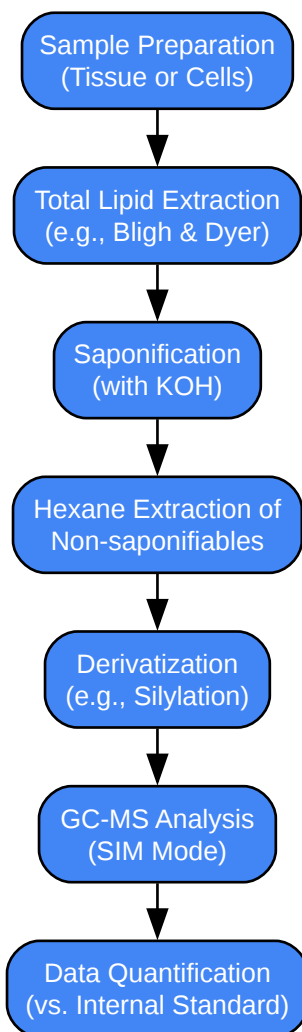 Sample Preparation
(Tissue or Cells)
Total Lipid Extraction
(e.g., Bligh & Dyer)
Saponification
(with KOH)
Hexane Extraction of
Non-saponifiables
Derivatization
(e.g., Silylation)
GC-MS Analysis
(SIM Mode)
Data Quantification
(vs. Internal Standard)